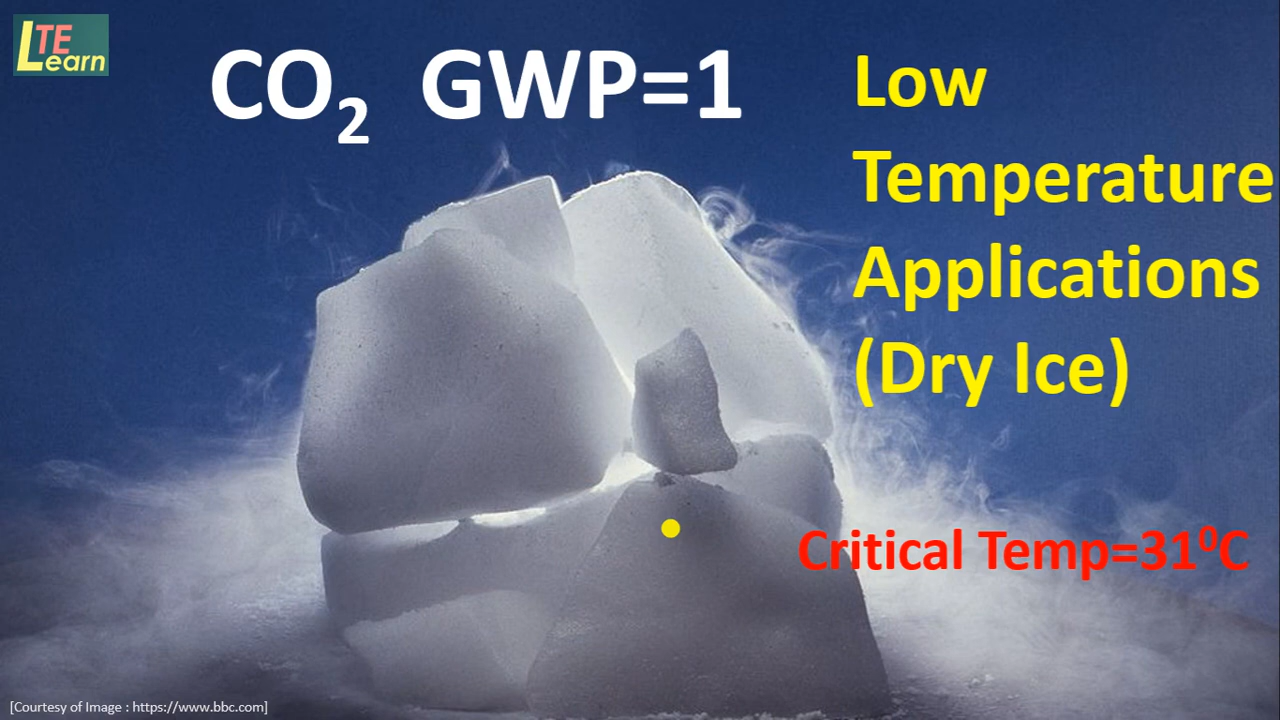 LTE
Learn
CO₂ GWP=1
Low
Temperature
Applications
(Dry Ice)
Critical Temp=31⁰C
[Courtesy of Image : https://www.bbc.com]